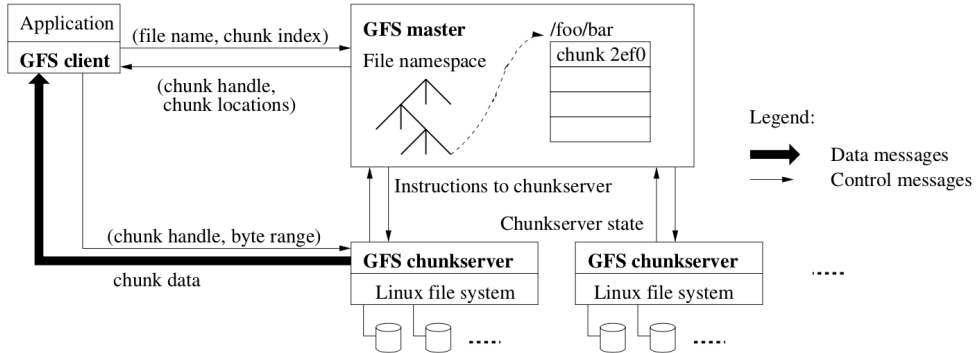 Application
GFS client
(file name, chunk index)
(chunk handle,
chunk locations)
GFS master
File namespace
/foo/bar
chunk 2ef0
Legend:
Data messages
Control messages
Instructions to chunkserver
Chunkserver state
(chunk handle, byte range)
chunk data
GFS chunkserver
Linux file system
GFS chunkserver
Linux file system